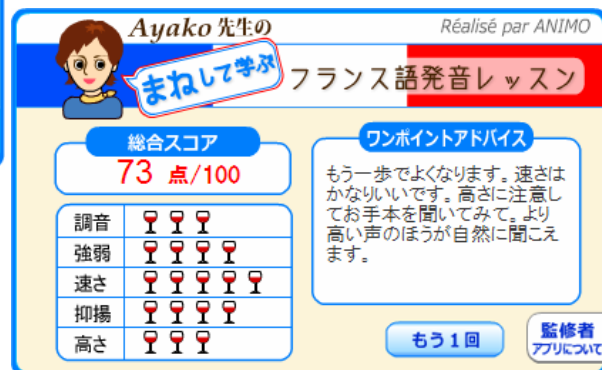 Ayako 先生の
Réalisé par ANIMO
まねして学ぶ
フランス語発音レッスン
総合スコア
73 点/100
調音
強弱
速さ
抑揚
高さ
ワンポイントアドバイス
もう一歩でよくなります。速さは
かなりいいです。高さに注意し
てお手本を聞いてみて。より
高い声のほうが自然に聞こえ
ます。
もう1回
監修者
アプリについて